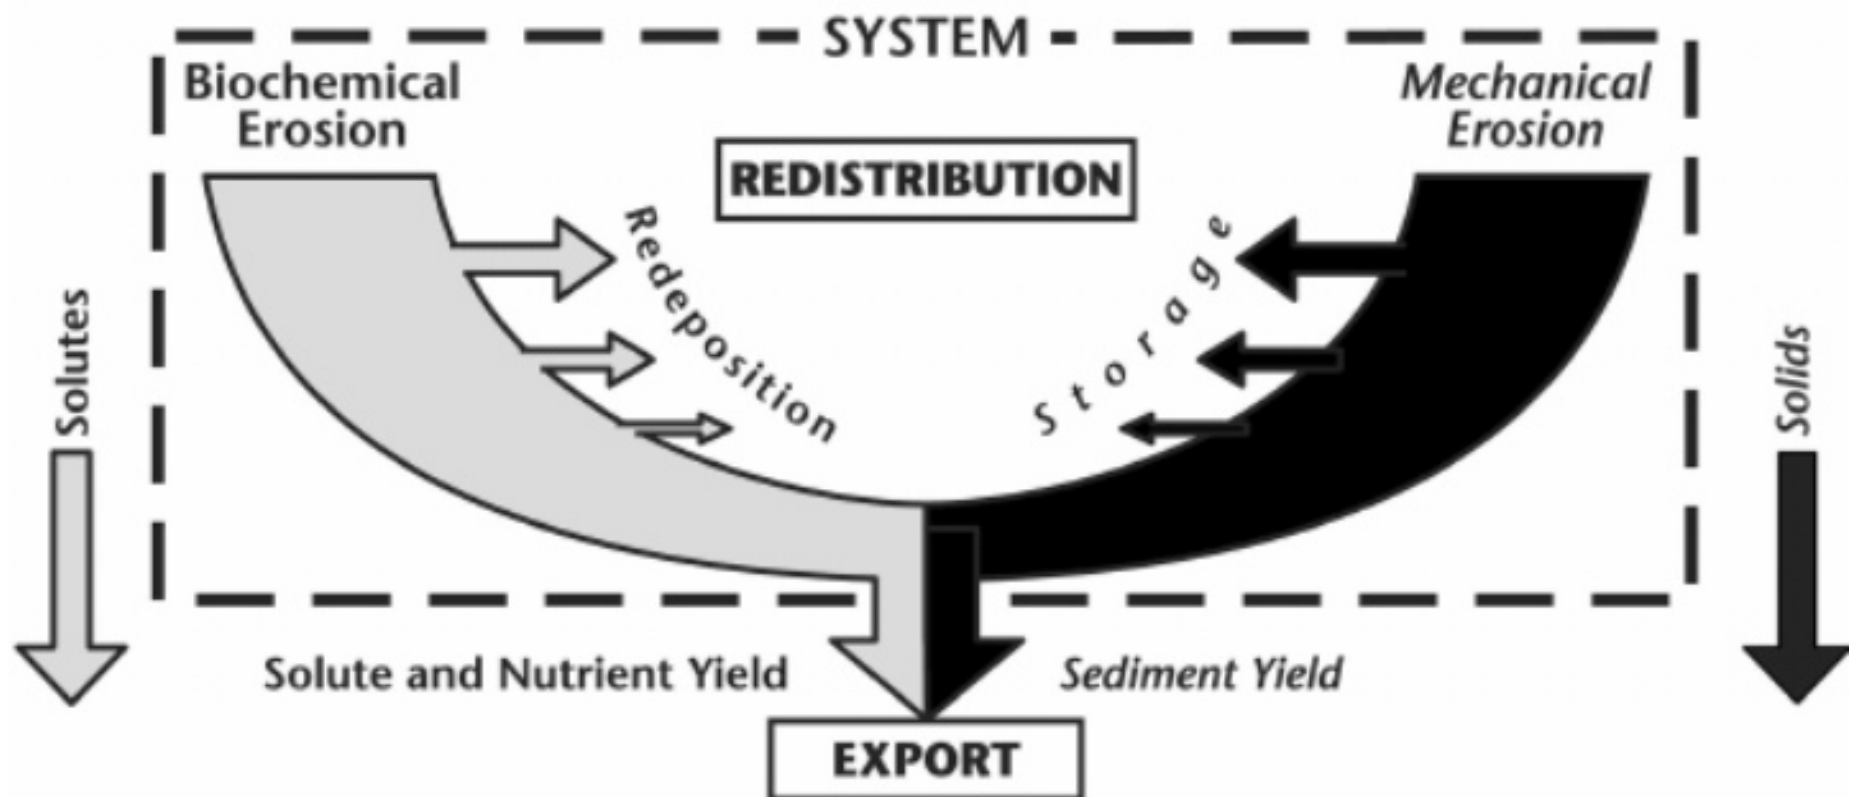 SYSTEM
Biochemical
Erosion
Mechanical
Erosion
REDISTRIBUTION
Redeposition
Storage
Solutes
Solids
Solute and Nutrient Yield
Sediment Yield
EXPORT